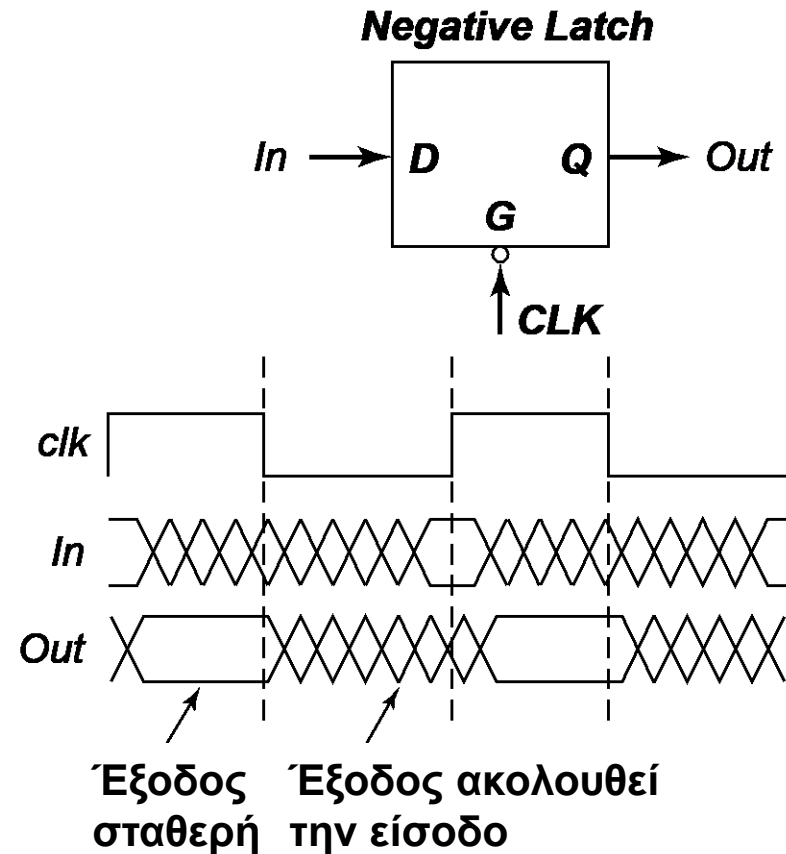 Negative Latch
In D Q Out
G
CLK
clk
In
Out
Έξοδος σταθερή
Έξοδος ακολουθεί την είσοδο